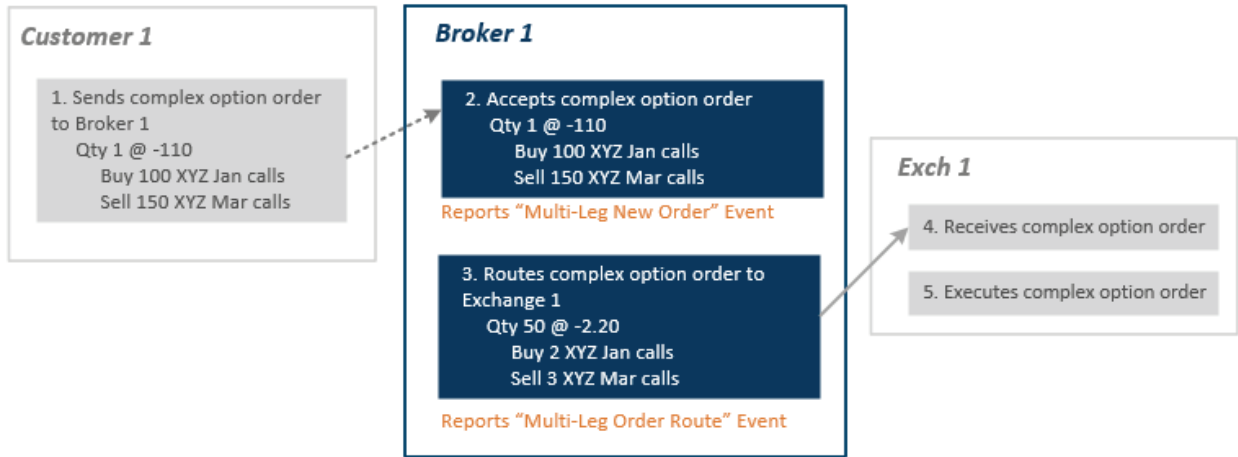 Customer 1
1. Sends complex option order
to Broker 1
Qty 1 @ -110
Buy 100 XYZ Jan calls
Sell 150 XYZ Mar calls
Broker 1
2. Accepts complex option order
Qty 1 @ -110
Buy 100 XYZ Jan calls
Sell 150 XYZ Mar calls
Reports “Multi-Leg New Order” Event
3. Routes complex option order to
Exchange 1
Qty 50 @ -2.20
Buy 2 XYZ Jan calls
Sell 3 XYZ Mar calls
Reports “Multi-Leg Order Route” Event
Exch 1
4. Receives complex option order
5. Executes complex option order